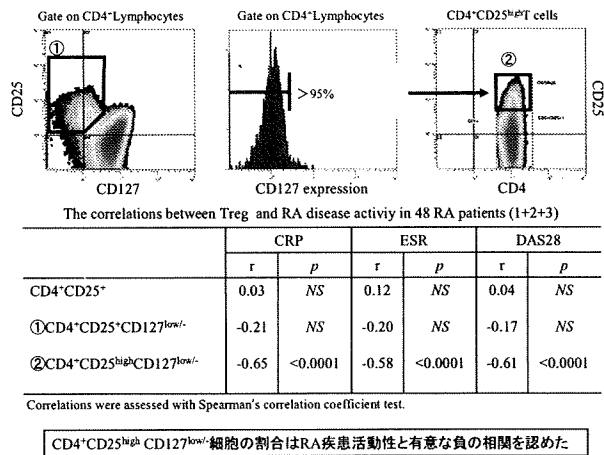 Gate on CD4⁺Lymphocytes
Gate on CD4⁺Lymphocytes
CD4⁺CD25ʰⁱᵍʰT cells
①
CD25
CD127
>95%
CD127 expression
②
CD25
CD4
The correlations between Treg and RA disease activiy in 48 RA patients (1+2+3)
CRP ESR DAS28
r p r p r p
CD4⁺CD25⁺ 0.03 NS 0.12 NS 0.04 NS
①CD4⁺CD25⁺CD127ˡᵒʷ/⁻ -0.21 NS -0.20 NS -0.17 NS
②CD4⁺CD25ʰⁱᵍʰCD127ˡᵒʷ/⁻ -0.65 <0.0001 -0.58 <0.0001 -0.61 <0.0001
Correlations were assessed with Spearman's correlation coefficient test.
CD4⁺CD25ʰⁱᵍʰ CD127ˡᵒʷ/⁻細胞の割合はRA疾患活動性と有意な負の相関を認めた